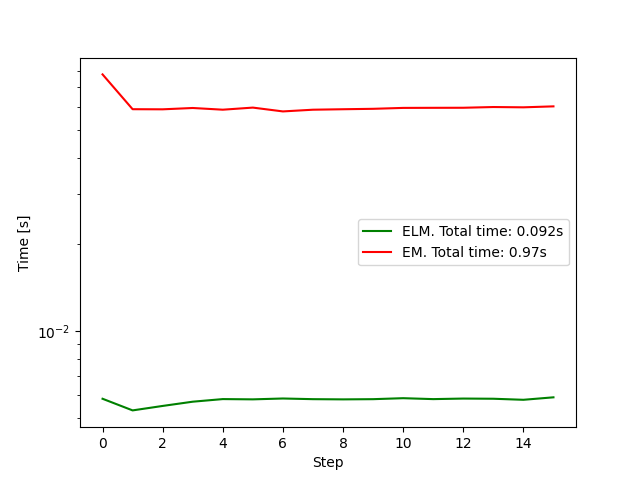 Time [s]
10⁻²
ELM. Total time: 0.092s
EM. Total time: 0.97s
0 2 4 6 8 10 12 14
Step